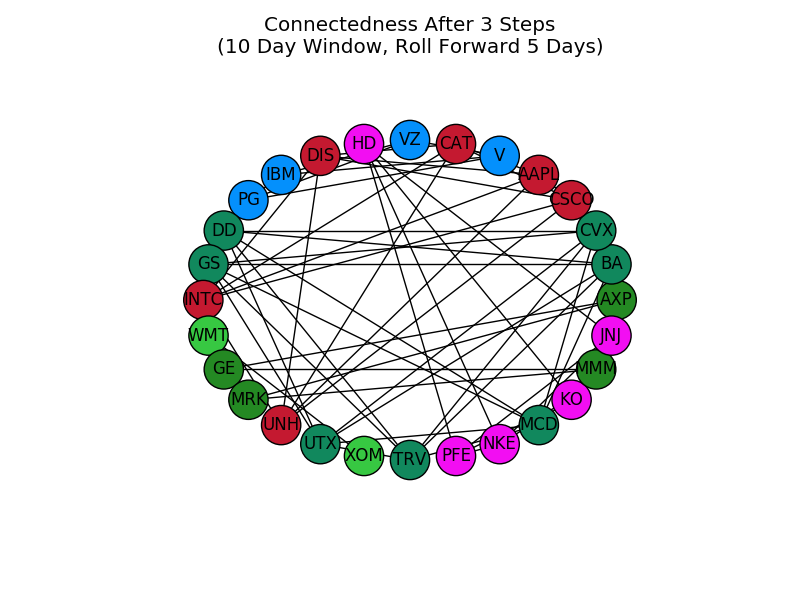 Connectedness After 3 Steps
(10 Day Window, Roll Forward 5 Days)
VZ
HD
CAT
DIS
V
IBM
AAPL
PG
CSCO
DD
CVX
GS
BA
INTC
AXP
WMT
JNJ
GE
MMM
MRK
KO
UNH
MCD
UTX
NKE
XOM
PFE
TRV